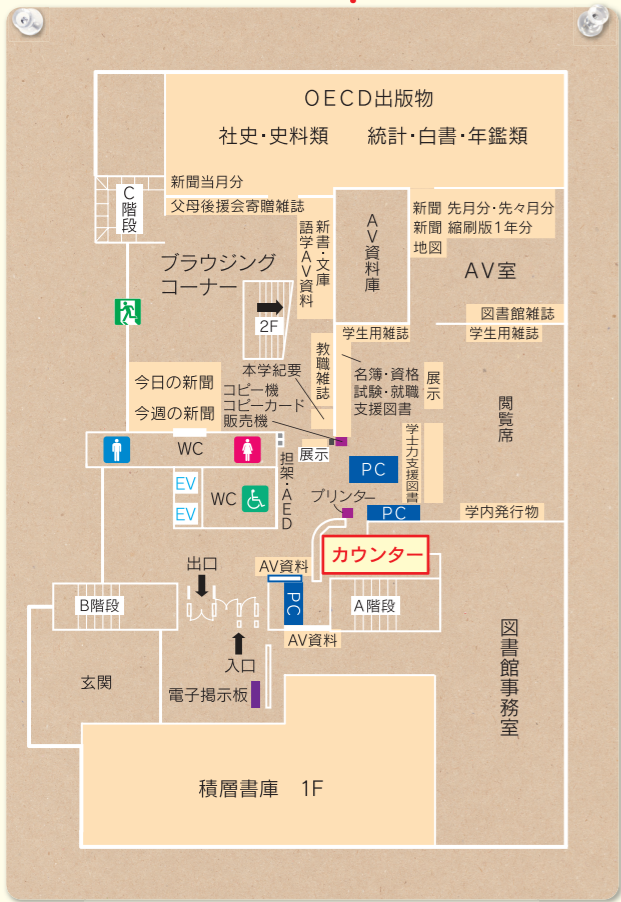 OECD出版物
社史・史料類 統計・白書・年鑑類
新聞当月分
父母後援会寄贈雑誌
C階段
新書・文庫
語学AV資料
AV資料庫
新聞 先月分・先々月分
新聞 縮刷版1年分
地図
AV室
ブラウジング
コーナー
2F
図書館雑誌
学生用雑誌
学生用雑誌
教職雑誌
本学紀要
名簿・資格
試験・就職
支援図書
展示
今日の新聞
今週の新聞
コピー機
コピーカード
販売機
閲覧席
学士力支援図書
WC
展示
担架・AED
PC
EV
WC
EV
プリンター
PC
学内発行物
カウンター
出口
AV資料
B階段
PC
A階段
AV資料
入口
図書館事務室
玄関
電子掲示板
積層書庫 1F